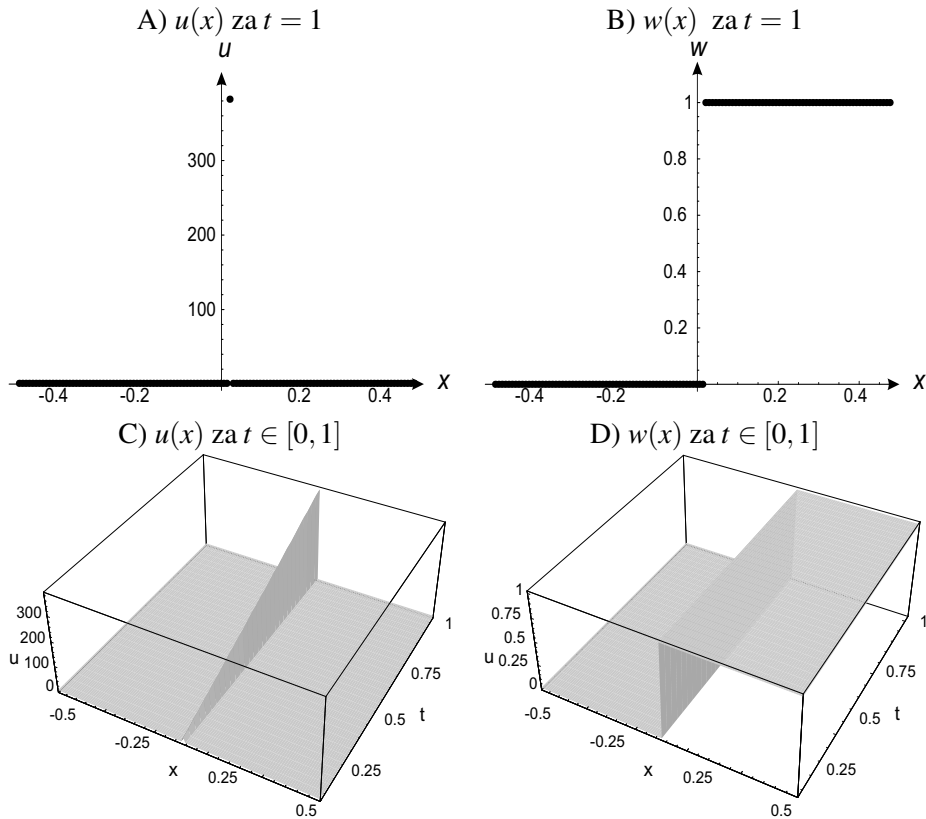 A) u(x) za t = 1
B) w(x) za t = 1
u
300
200
100
-0.4 -0.2 0.2 0.4 x
w
1
0.8
0.6
0.4
0.2
-0.4 -0.2 0.2 0.4 x
C) u(x) za t ∈ [0,1]
D) w(x) za t ∈ [0,1]
300
200
u 100
0
-0.5
-0.25
x
0.25
0.5
0.25
0.5
t
0.75
1
1
0.75
0.5
u 0.25
0
-0.5
-0.25
x
0.25
0.5
0.25
0.5
t
0.75
1